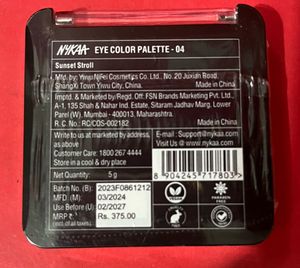 NYKAA EYE COLOR PALETTE - 04
Sunset Stroll
Mfd. by: Yiwu NiFei Cosmetics Co. Ltd., No. 20 Juxian Road,
ShangXi Town Yiwu City, China Made in China
Imptd. & Marketed by: Regd. Off. FSN Brands Marketing Pvt. Ltd.
A-1, 135 Shah & Nahar Ind. Estate, Sitaram Jadhav Marg, Lower
Parel (W), Mumbai - 400013, Maharashtra.
R. C. No. RC/COS-002182 Made in China
Write to us at marketed by address as above or E-mail : Support@nykaa.com
Customer Care: 1800 267 4444 Visit Us @ www.nykaa.com
Store in a cool & dry place
Net Quantity: 5 g
8 904245 717803 >
Batch No. (B): 2023F0861212
MFD. (M): 03/2024
Use Before (U): 02/2027
MRP ₹ Rs. 375.00